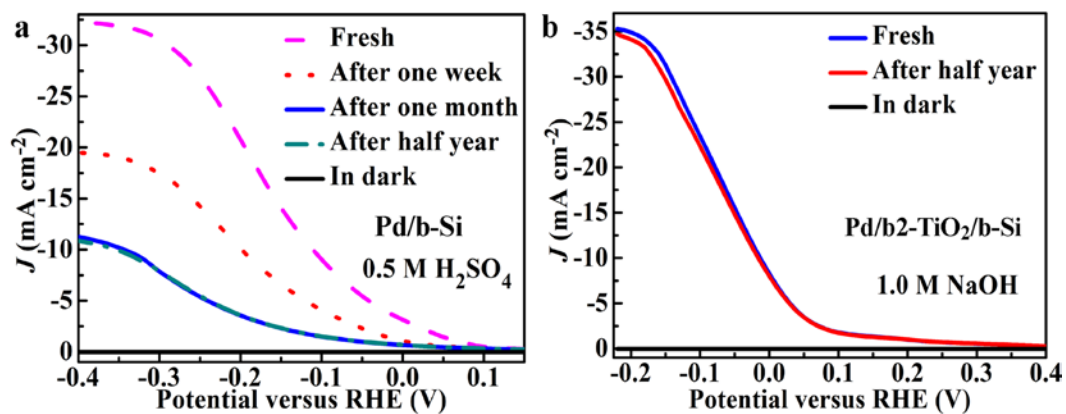 a
Fresh
After one week
After one month
After half year
In dark
Pd/b-Si
0.5 M H₂SO₄
J (mA cm⁻²)
-30
-25
-20
-15
-10
-5
0
-0.4 -0.3 -0.2 -0.1 0.0 0.1
Potential versus RHE (V)
b
Fresh
After half year
In dark
Pd/b2-TiO₂/b-Si
1.0 M NaOH
J (mA cm⁻²)
-35
-30
-25
-20
-15
-10
-5
0
-0.2 -0.1 0.0 0.1 0.2 0.3 0.4
Potential versus RHE (V)